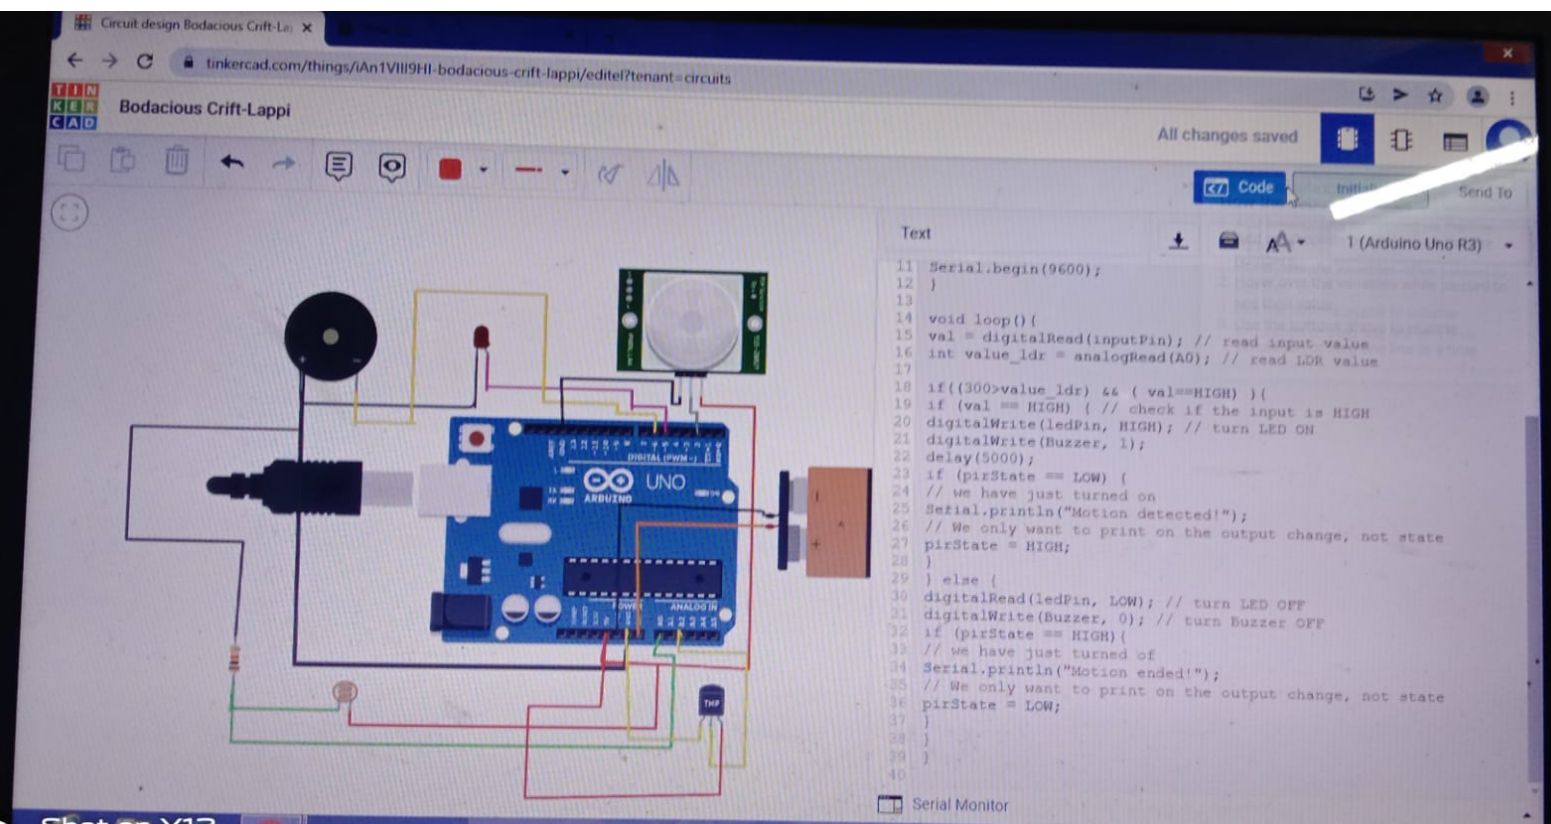 Circuit design Bodacious Crift-La
tinkercad.com/things/iAn1VIII9HI-bodacious-crift-lappi/editel?tenant=circuits
TIN
KER
CAD
Bodacious Crift-Lappi
All changes saved
Code
Send To
Text
1 (Arduino Uno R3)
11 Serial.begin(9600);
12 }
13
14 void loop(){
15 val = digitalRead(inputPin); // read input value
16 int value_ldr = analogRead(A0); // read LDR value
17
18 if((300>value_ldr) && ( val==HIGH) ){
19 if (val == HIGH) { // check if the input is HIGH
20 digitalWrite(ledPin, HIGH); // turn LED ON
21 digitalWrite(Buzzer, 1);
22 delay(5000);
23 if (pirState == LOW) {
24 // we have just turned on
25 Serial.println("Motion detected!");
26 // We only want to print on the output change, not state
27 pirState = HIGH;
28 }
29 } else {
30 digitalRead(ledPin, LOW); // turn LED OFF
31 digitalWrite(Buzzer, 0); // turn Buzzer OFF
32 if (pirState == HIGH){
33 // we have just turned of
34 Serial.println("Motion ended!");
35 // We only want to print on the output change, not state
36 pirState = LOW;
37 }
38 }
39 }
40
DIGITAL (PWM~)
UNO
ARDUINO
POWER
ANALOG IN
TMP
Serial Monitor
Shot on Y12